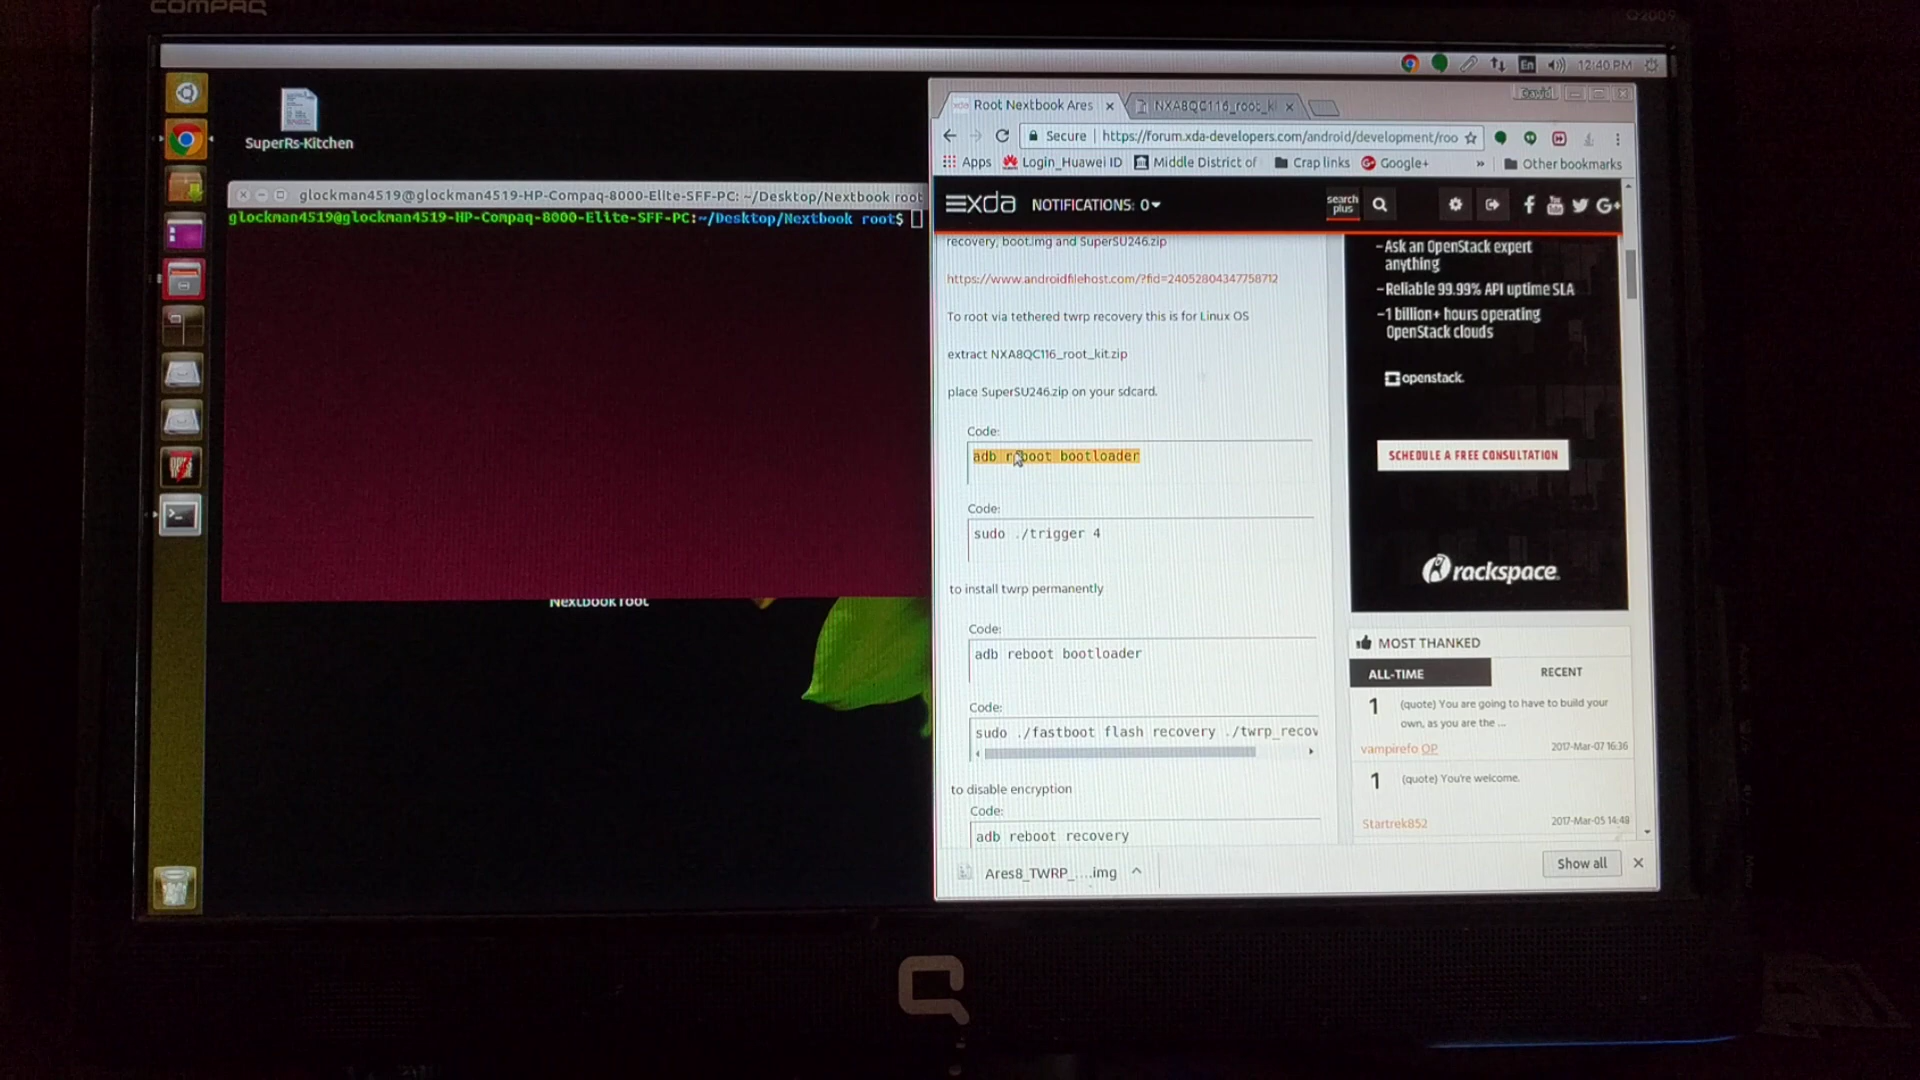 COMPAQ
Q2009
En
12:40 PM
SuperRs-Kitchen
glockman4519@glockman4519-HP-Compaq-8000-Elite-SFF-PC: ~/Desktop/Nextbook root
glockman4519@glockman4519-HP-Compaq-8000-Elite-SFF-PC:~/Desktop/Nextbook root$
Nextbook root
David
Root Nextbook Ares
NXA8QC116_root_ki
Secure
https://forum.xda-developers.com/android/development/roo
Apps
Login_Huawei ID
Middle District of
Crap links
Google+
»
Other bookmarks
xda
NOTIFICATIONS: 0
search plus
G+
recovery, boot.img and SuperSU246.zip
https://www.androidfilehost.com/?fid=24052804347758712
To root via tethered twrp recovery this is for Linux OS
extract NXA8QC116_root_kit.zip
place SuperSU246.zip on your sdcard.
Code:
adb reboot bootloader
Code:
sudo ./trigger 4
to install twrp permanently
Code:
adb reboot bootloader
Code:
sudo ./fastboot flash recovery ./twrp_recov
to disable encryption
Code:
adb reboot recovery
– Ask an OpenStack expert
anything
– Reliable 99.99% API uptime SLA
– 1 billion+ hours operating
OpenStack clouds
openstack.
SCHEDULE A FREE CONSULTATION
rackspace.
MOST THANKED
ALL-TIME
RECENT
1
(quote) You are going to have to build your
own, as you are the ...
vampirefo OP
2017-Mar-07 16:36
1
(quote) You're welcome.
Startrek852
2017-Mar-05 14:48
Ares8_TWRP_....img
Show all